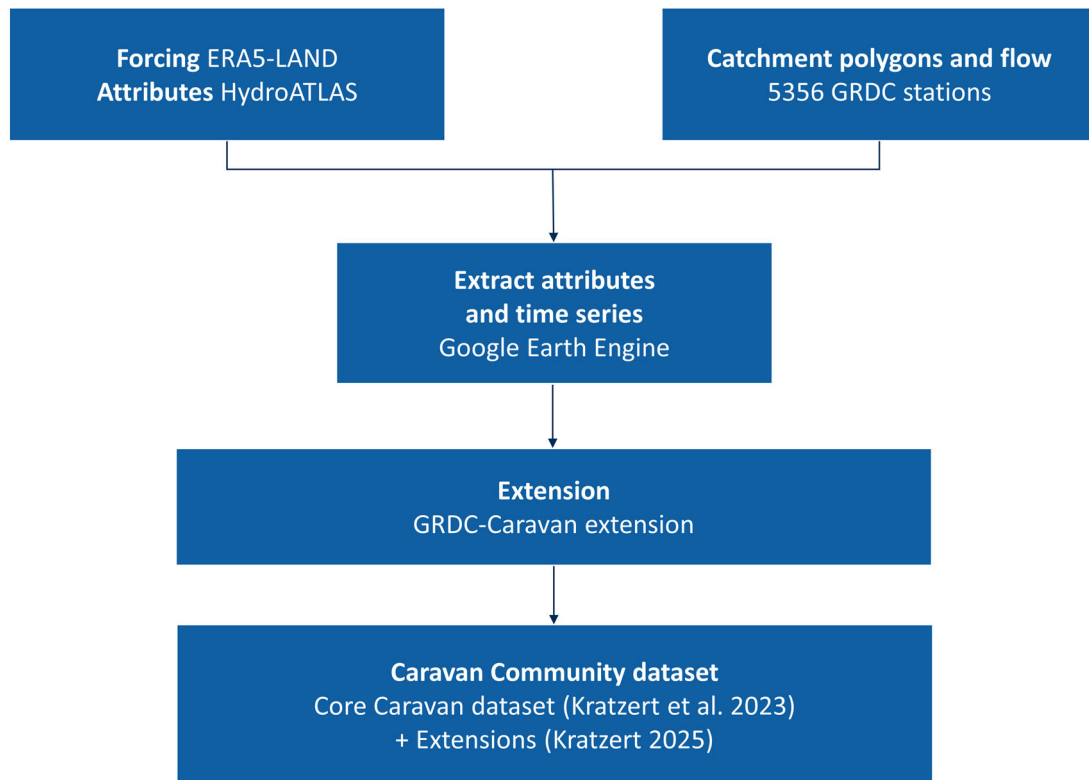 Forcing ERA5-LAND
Attributes HydroATLAS
Catchment polygons and flow
5356 GRDC stations
Extract attributes
and time series
Google Earth Engine
Extension
GRDC-Caravan extension
Caravan Community dataset
Core Caravan dataset (Kratzert et al. 2023)
+ Extensions (Kratzert 2025)